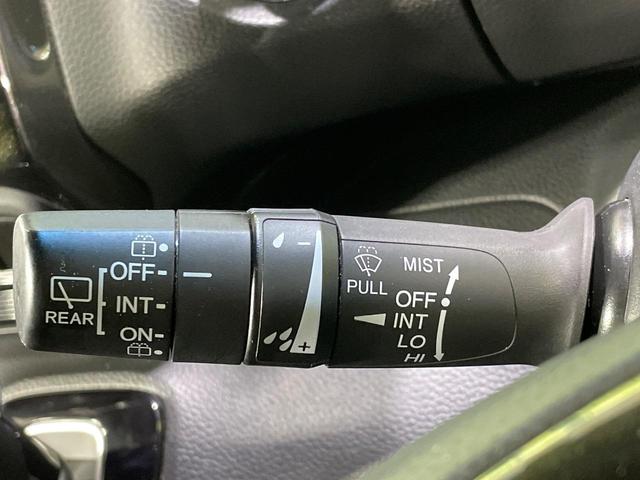 OFF
INT
REAR
ON
−
+
PULL
MIST
OFF
INT
LO
HI